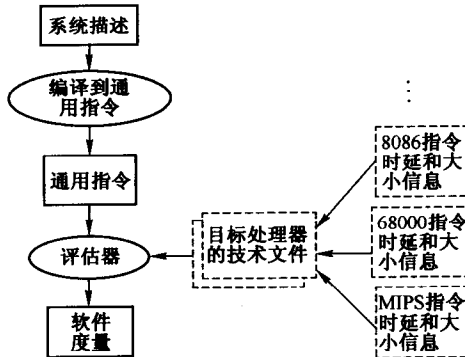 系统描述
编译到通
用指令
通用指令
评估器
软件
度量
目标处理器
的技术文件
⋮
8086指令
时延和大
小信息
68000指令
时延和大
小信息
MIPS指令
时延和大
小信息